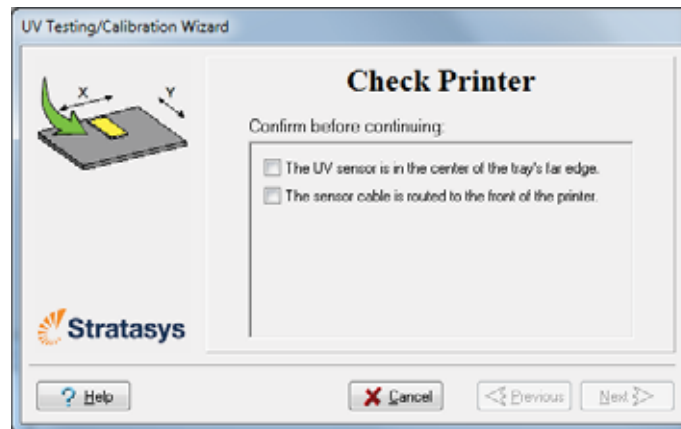 UV Testing/Calibration Wizard
X
Y
Check Printer
Confirm before continuing:
The UV sensor is in the center of the tray's far edge.
The sensor cable is routed to the front of the printer.
Stratasys
? Help
Cancel
Previous
Next